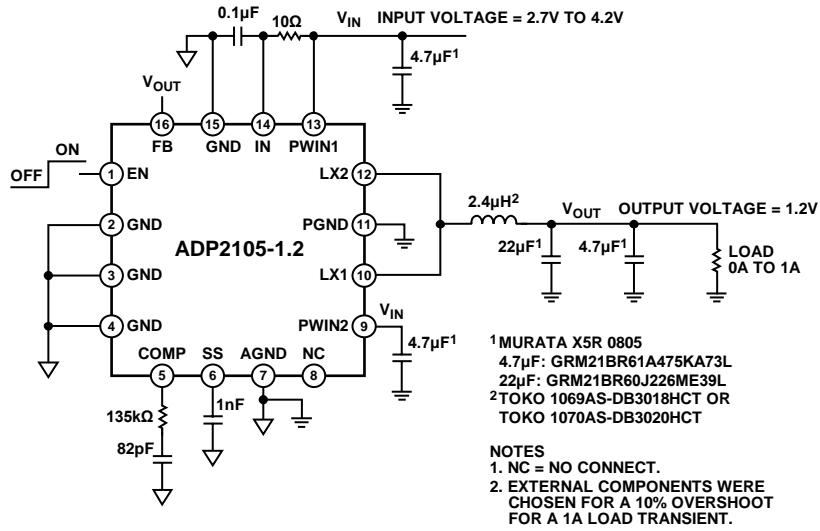 0.1µF
10Ω
VIN
INPUT VOLTAGE = 2.7V TO 4.2V
4.7µF1
VOUT
16
15
14
13
FB
GND
IN
PWIN1
ON
OFF
1
EN
LX2
12
2
GND
PGND
11
ADP2105-1.2
3
GND
LX1
10
4
GND
PWIN2
9
VIN
4.7µF1
COMP
SS
AGND
NC
5
6
7
8
135kΩ
82pF
1nF
2.4µH2
VOUT
OUTPUT VOLTAGE = 1.2V
22µF1
4.7µF1
LOAD
0A TO 1A
1 MURATA X5R 0805
4.7µF: GRM21BR61A475KA73L
22µF: GRM21BR60J226ME39L
2 TOKO 1069AS-DB3018HCT OR
TOKO 1070AS-DB3020HCT
NOTES
1. NC = NO CONNECT.
2. EXTERNAL COMPONENTS WERE
CHOSEN FOR A 10% OVERSHOOT
FOR A 1A LOAD TRANSIENT.